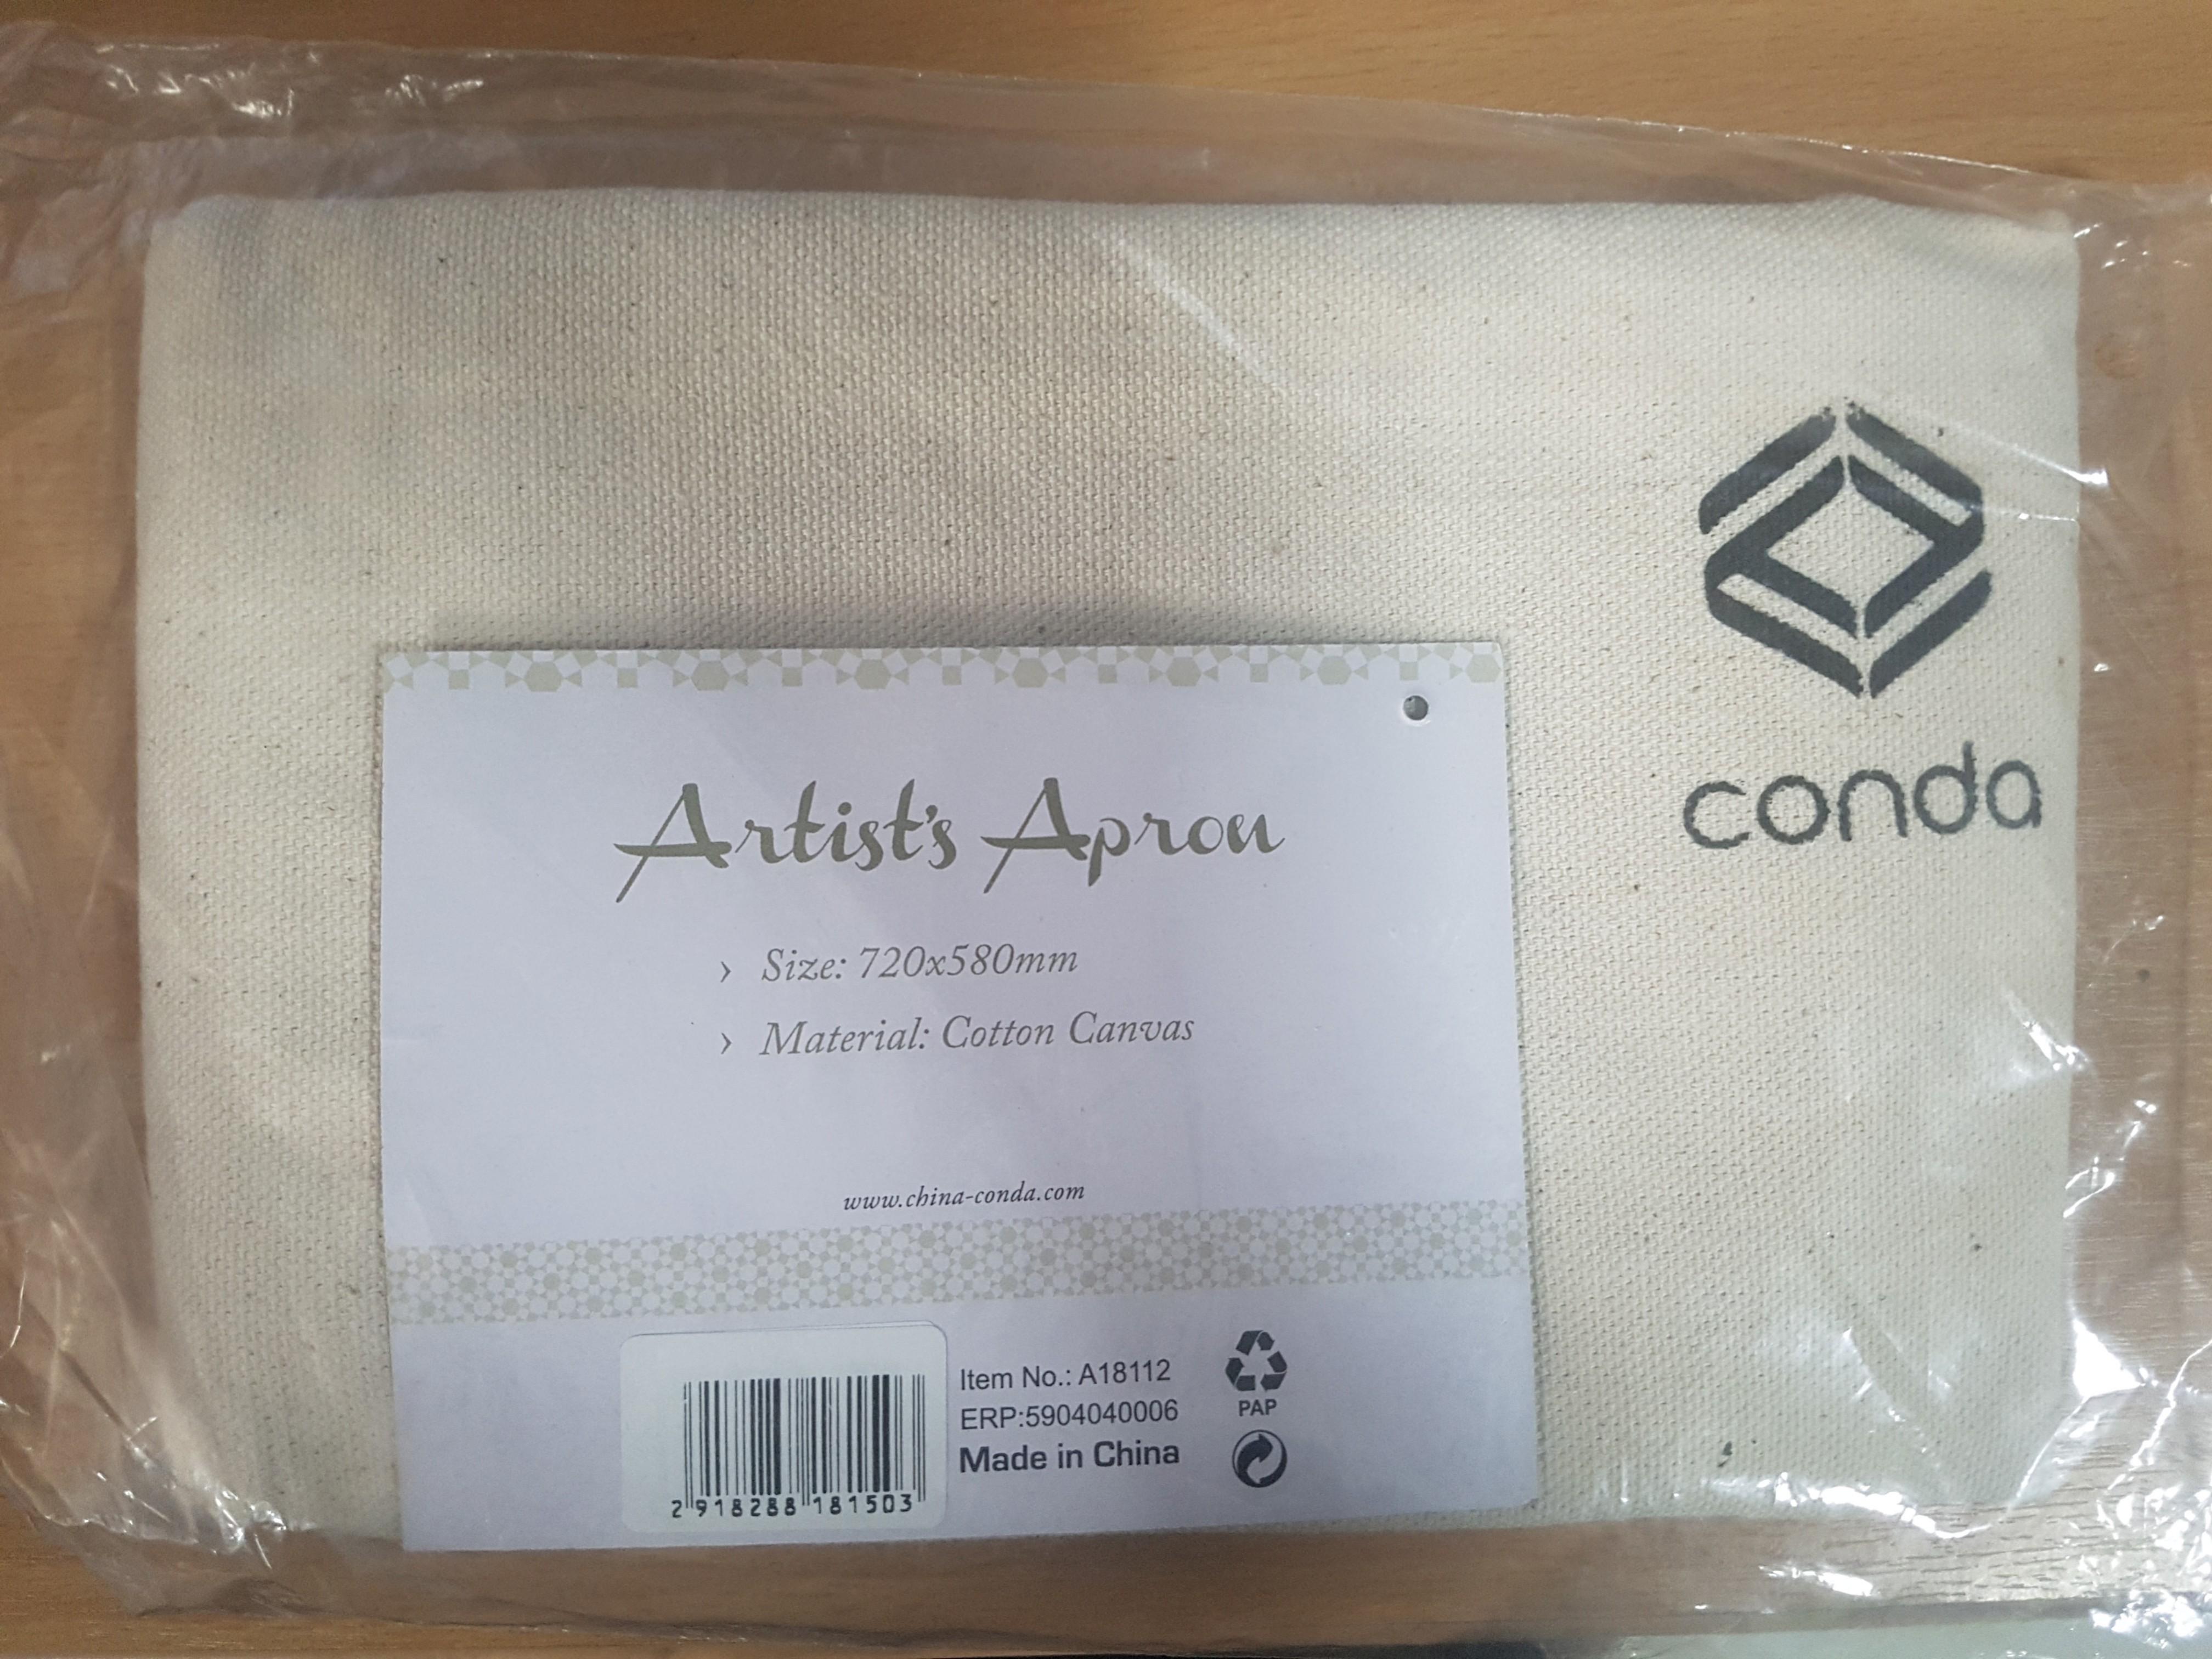 conda
Artist's Apron
› Size: 720x580mm
› Material: Cotton Canvas
www.china-conda.com
Item No.: A18112
ERP:5904040006
Made in China
PAP
2 918288 181503